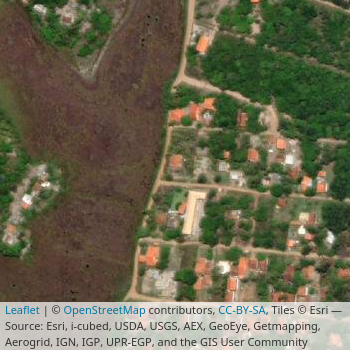 Leaflet | © OpenStreetMap contributors, CC-BY-SA, Tiles © Esri —
Source: Esri, i-cubed, USDA, USGS, AEX, GeoEye, Getmapping,
Aerogrid, IGN, IGP, UPR-EGP, and the GIS User Community